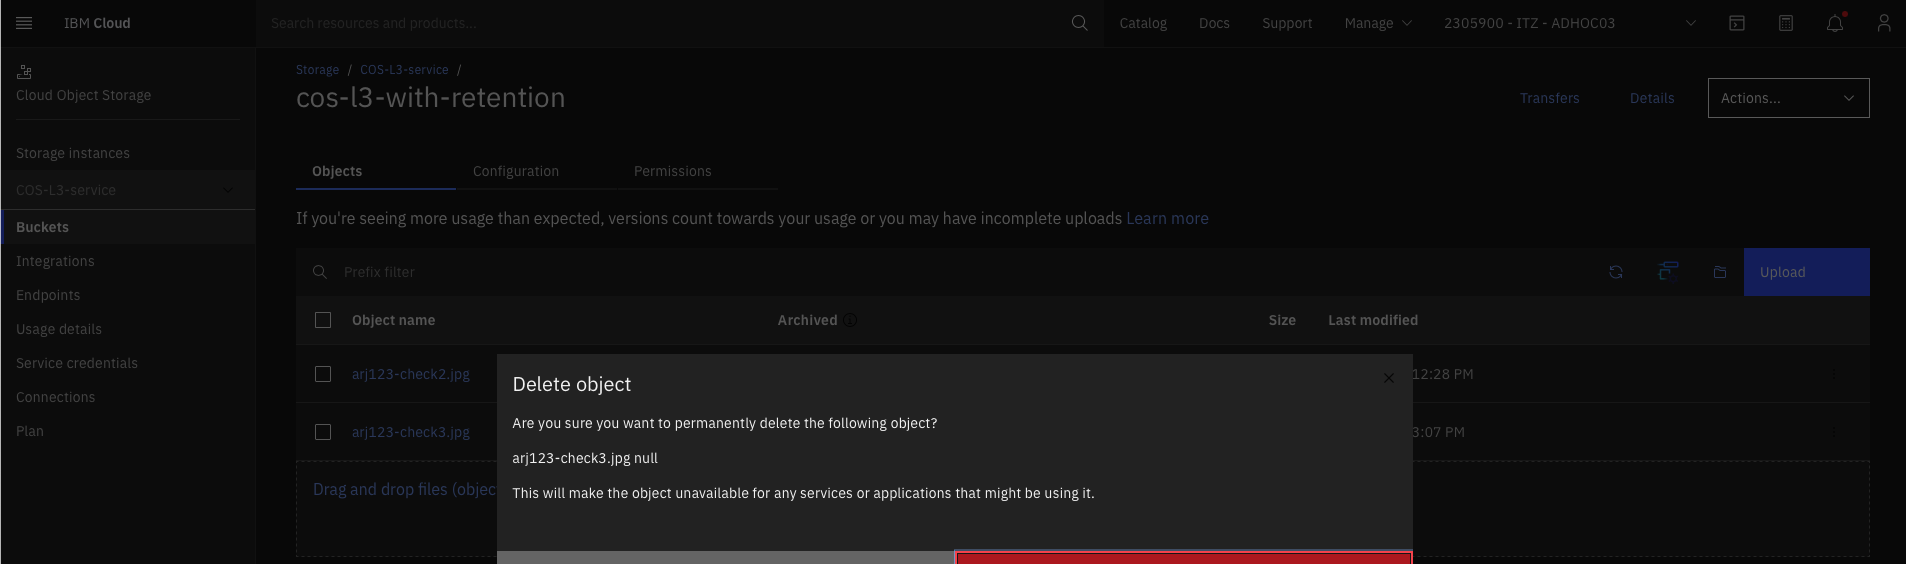 IBM Cloud
Search resources and products...
Catalog
Docs
Support
Manage
2305900 - ITZ - ADHOC03
Cloud Object Storage
Storage instances
COS-L3-service
Buckets
Integrations
Endpoints
Usage details
Service credentials
Connections
Plan
Storage / COS-L3-service /
cos-l3-with-retention
Transfers
Details
Actions...
Objects
Configuration
Permissions
If you're seeing more usage than expected, versions count towards your usage or you may have incomplete uploads Learn more
Prefix filter
Upload
Object name
Archived
Size
Last modified
arj123-check2.jpg
12:28 PM
arj123-check3.jpg
3:07 PM
Drag and drop files (objec
Delete object
Are you sure you want to permanently delete the following object?
arj123-check3.jpg null
This will make the object unavailable for any services or applications that might be using it.